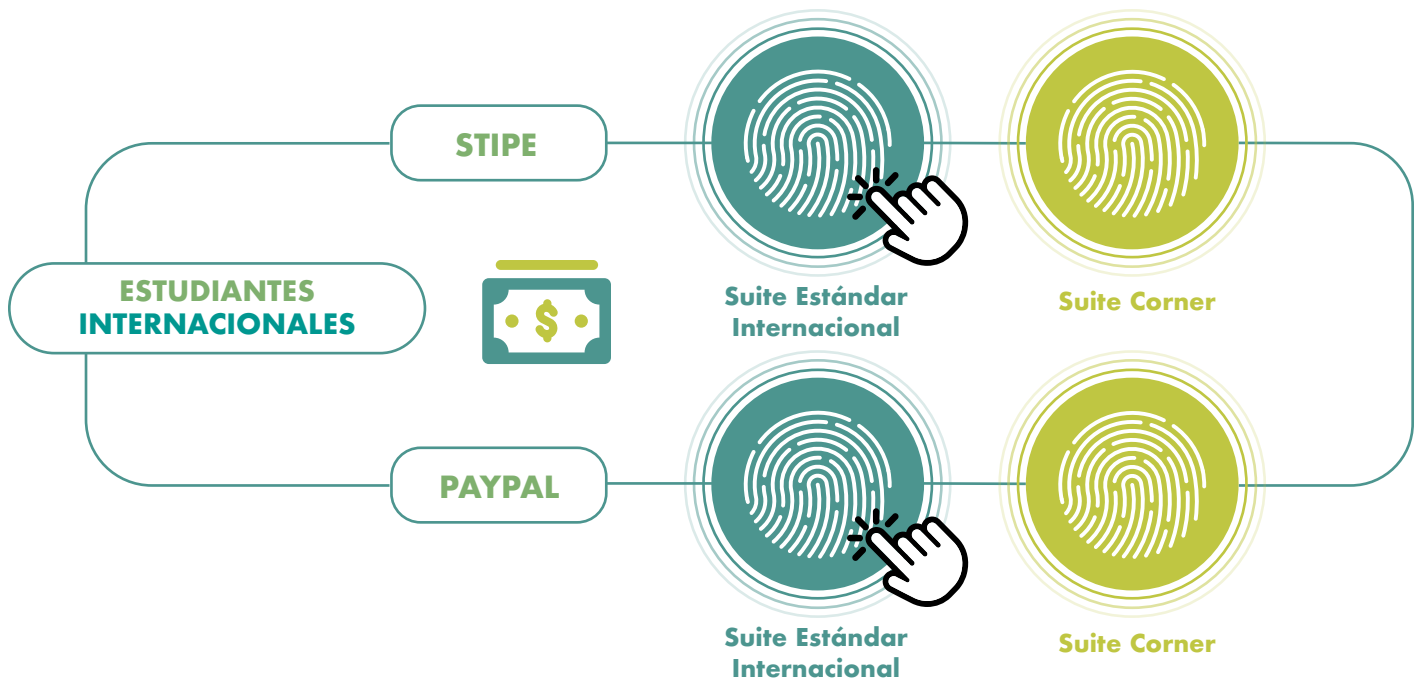 STIPE
Suite Estándar
Internacional
Suite Corner
ESTUDIANTES
INTERNACIONALES
$
PAYPAL
Suite Estándar
Internacional
Suite Corner